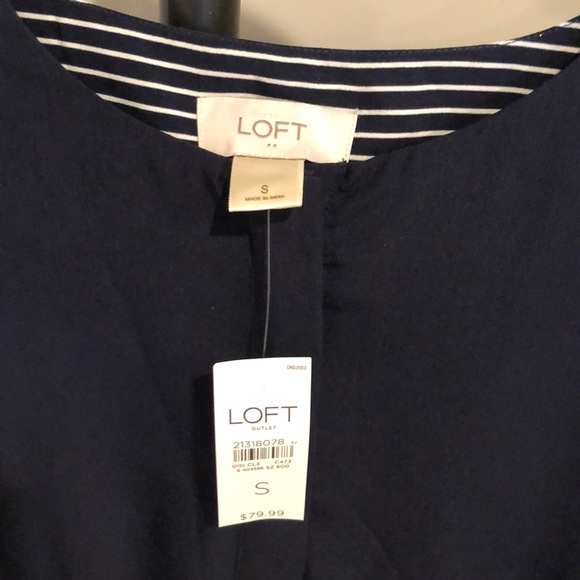 LOFT
S
MADE IN INDIA
LOFT
OUTLET
21318078
S
$79.99